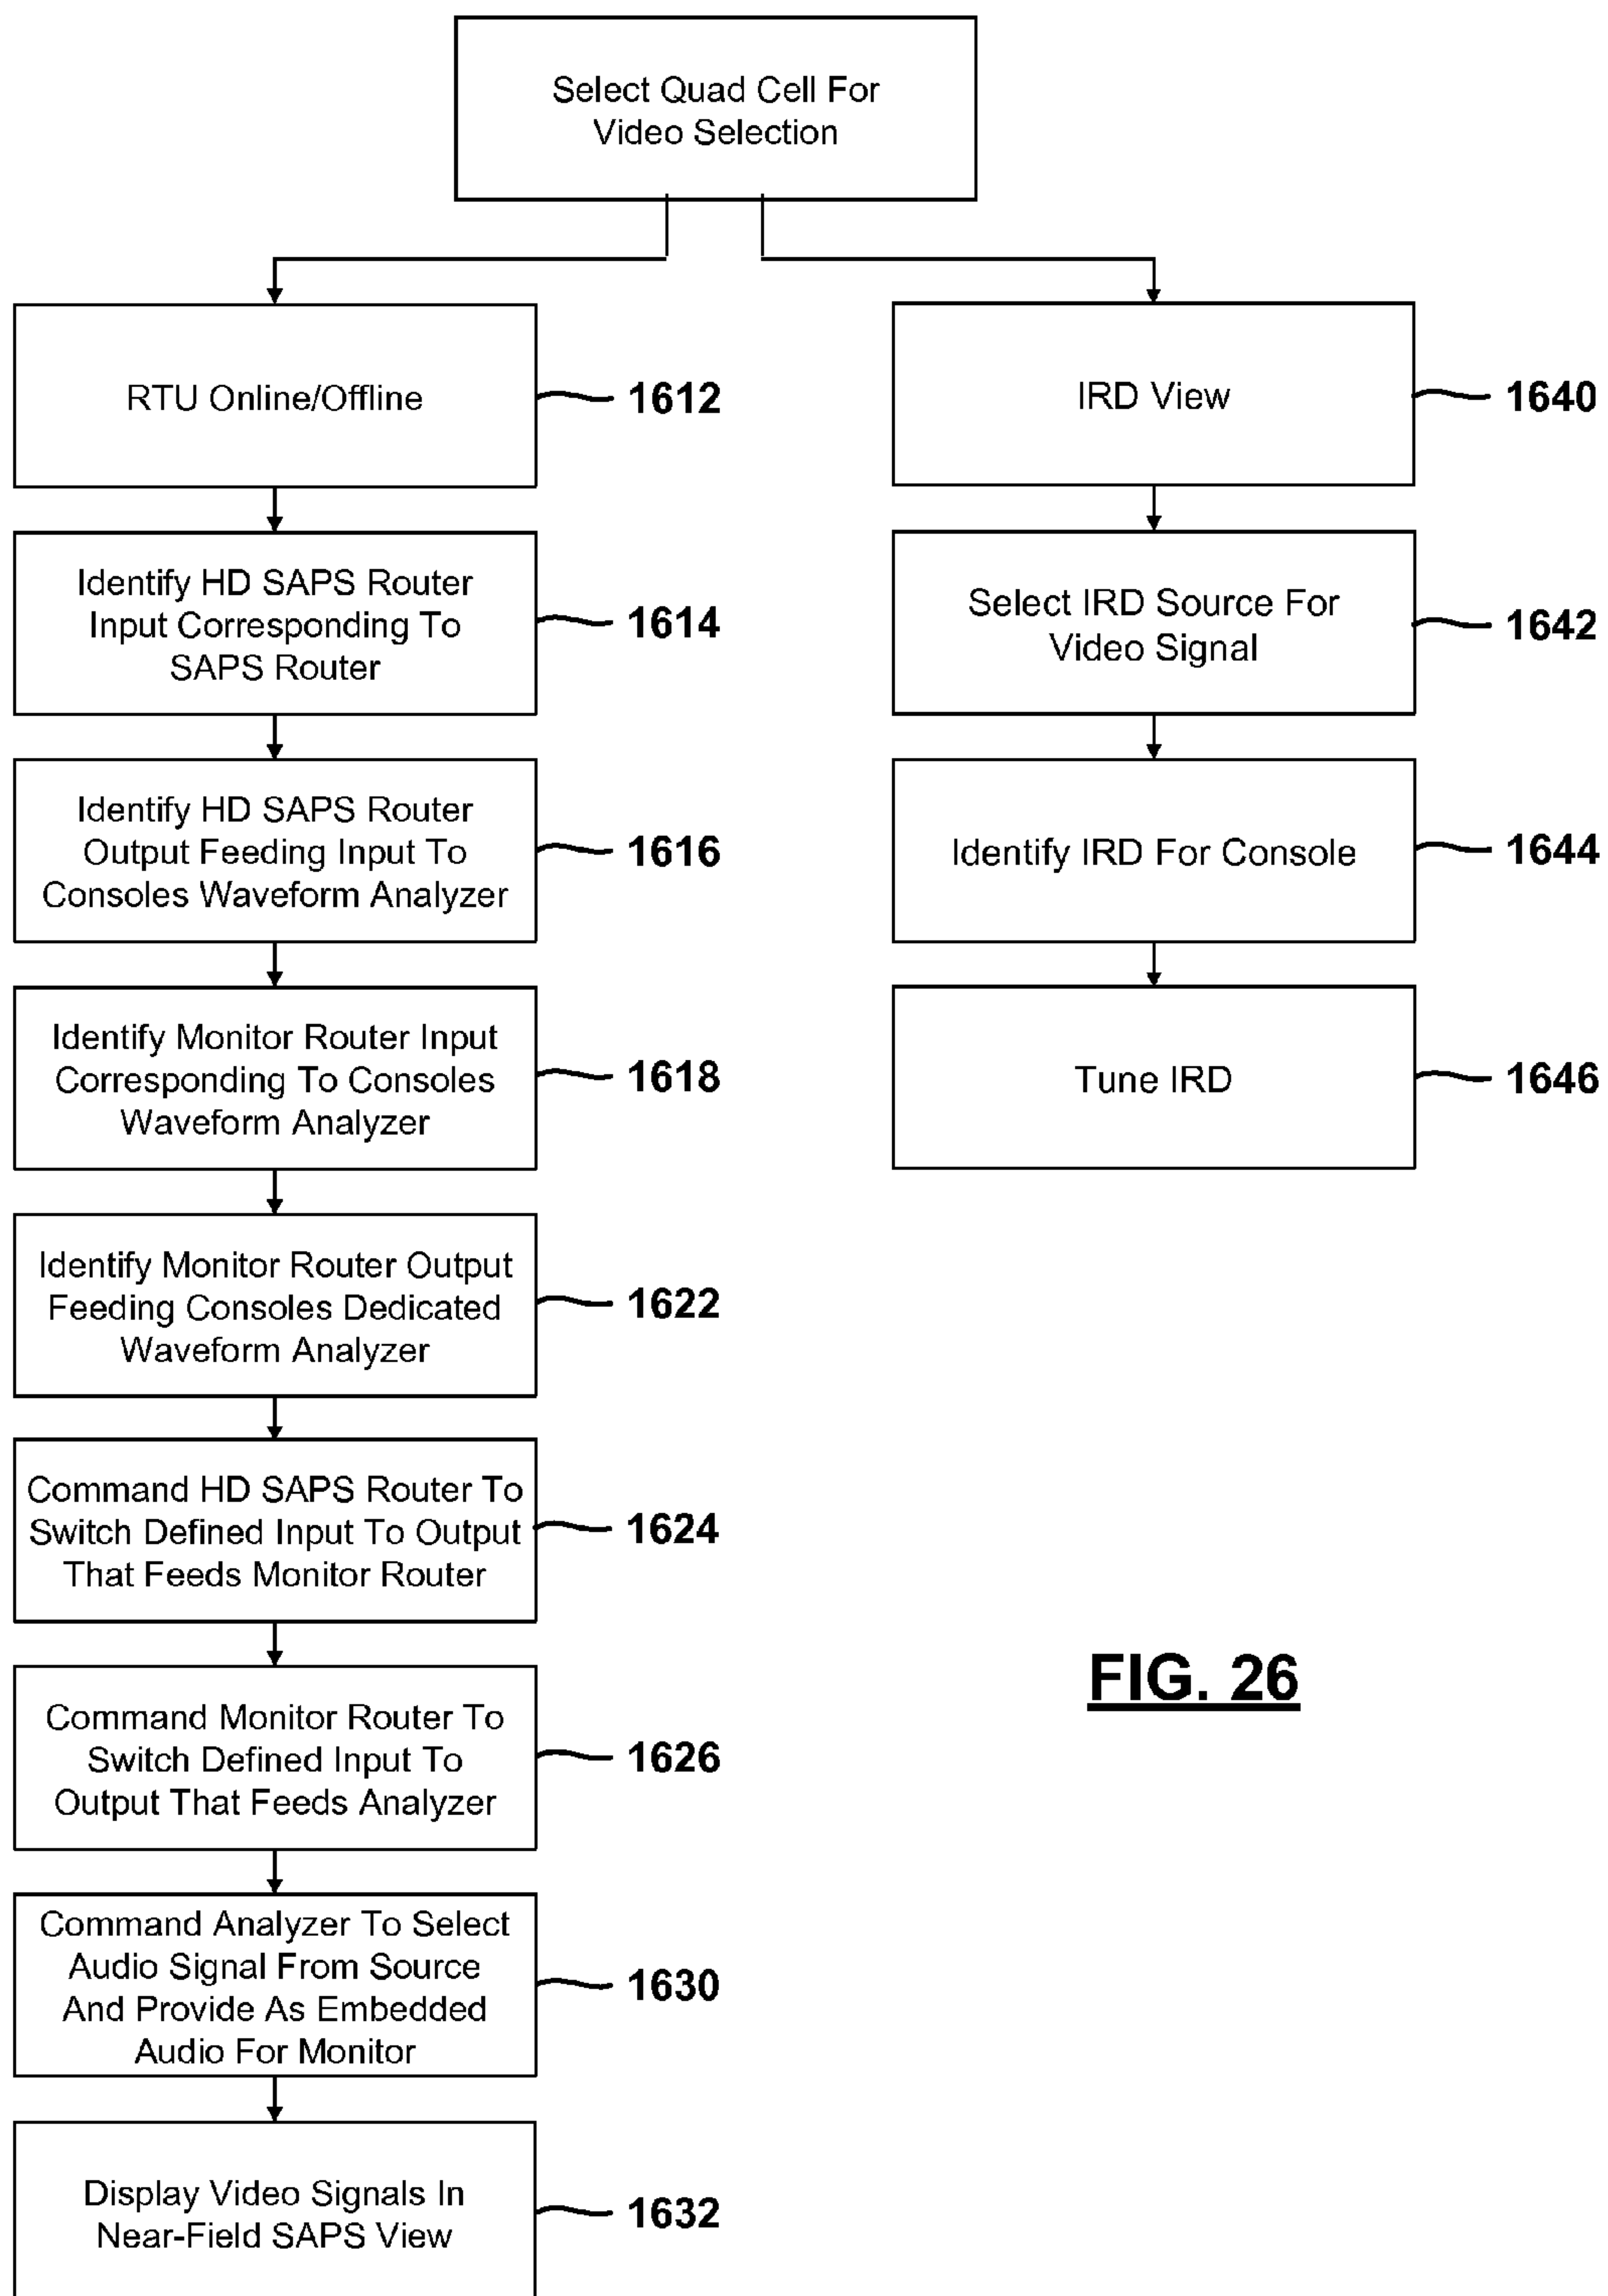 Select Quad Cell For
Video Selection
RTU Online/Offline
1612
Identify HD SAPS Router
Input Corresponding To
SAPS Router
1614
Identify HD SAPS Router
Output Feeding Input To
Consoles Waveform Analyzer
1616
Identify Monitor Router Input
Corresponding To Consoles
Waveform Analyzer
1618
Identify Monitor Router Output
Feeding Consoles Dedicated
Waveform Analyzer
1622
Command HD SAPS Router To
Switch Defined Input To Output
That Feeds Monitor Router
1624
Command Monitor Router To
Switch Defined Input To
Output That Feeds Analyzer
1626
Command Analyzer To Select
Audio Signal From Source
And Provide As Embedded
Audio For Monitor
1630
Display Video Signals In
Near-Field SAPS View
1632
IRD View
1640
Select IRD Source For
Video Signal
1642
Identify IRD For Console
1644
Tune IRD
1646
FIG. 26